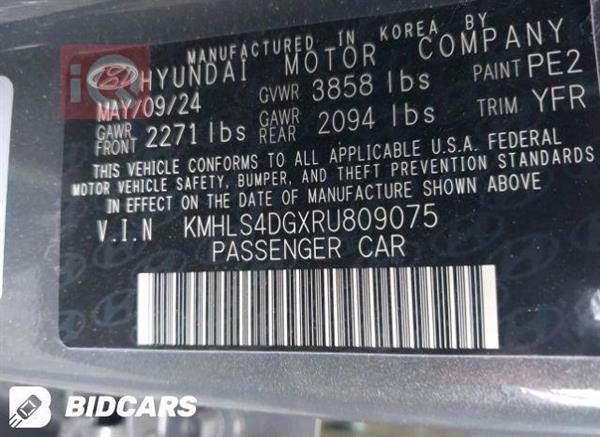 MANUFACTURED IN KOREA BY
HYUNDAI MOTOR COMPANY
MAY/09/24 GVWR 3858 lbs PAINT PE2
GAWR FRONT 2271 lbs GAWR REAR 2094 lbs TRIM YFR
THIS VEHICLE CONFORMS TO ALL APPLICABLE U.S.A. FEDERAL
MOTOR VEHICLE SAFETY, BUMPER, AND THEFT PREVENTION STANDARDS
IN EFFECT ON THE DATE OF MANUFACTURE SHOWN ABOVE
V.I.N KMHLS4DGXRU809075
PASSENGER CAR
BIDCARS